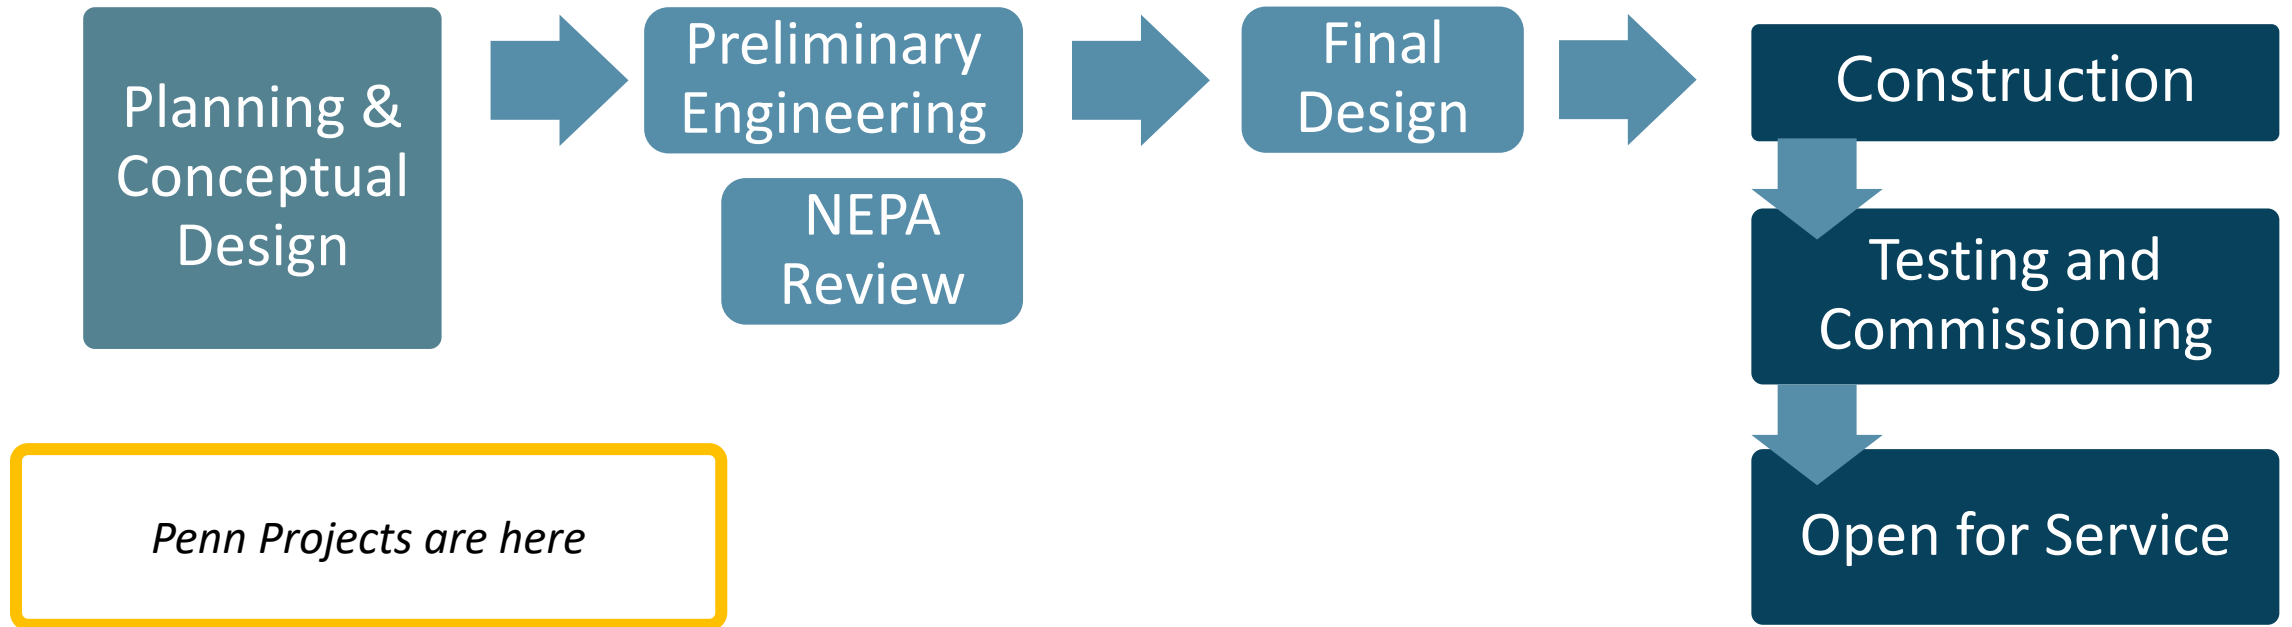 Planning &
Conceptual
Design
Preliminary
Engineering
NEPA
Review
Final
Design
Construction
Testing and
Commissioning
Open for Service
Penn Projects are here